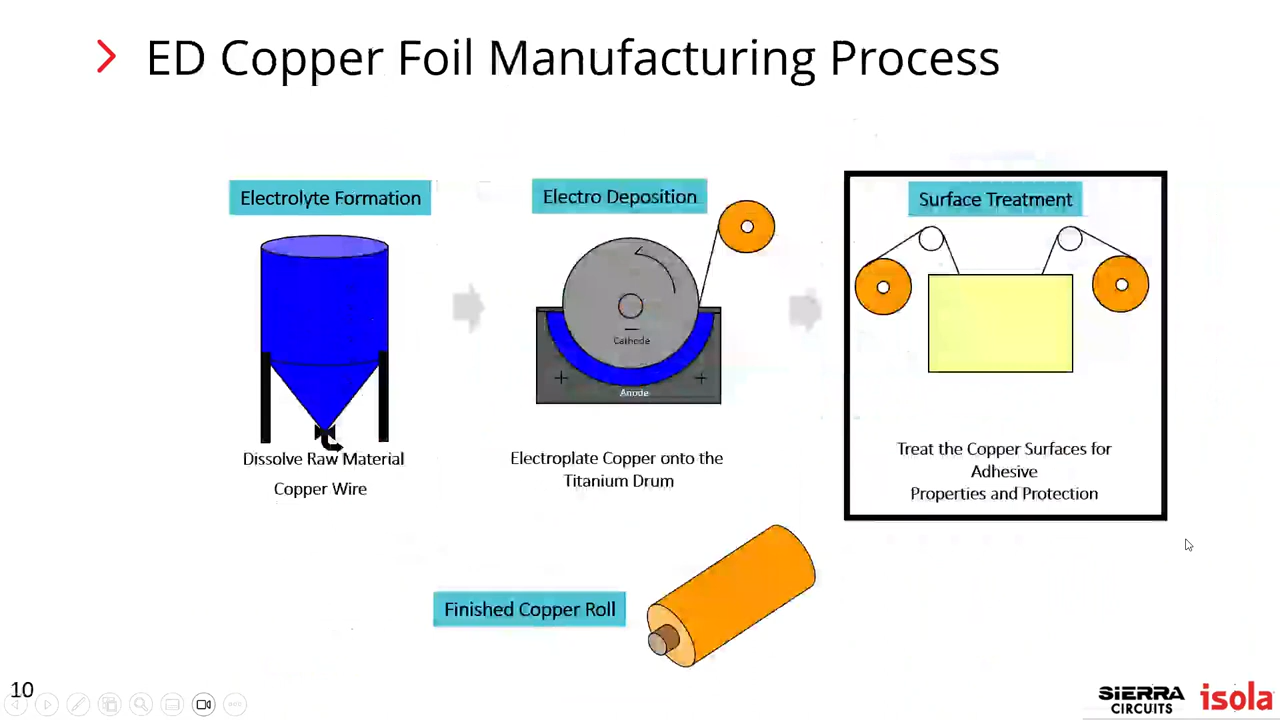 ED Copper Foil Manufacturing Process
Electrolyte Formation
Dissolve Raw Material
Copper Wire
Electro Deposition
Cathode
Anode
Electroplate Copper onto the
Titanium Drum
Surface Treatment
Treat the Copper Surfaces for
Adhesive
Properties and Protection
Finished Copper Roll
10
SIERRA
CIRCUITS
isola